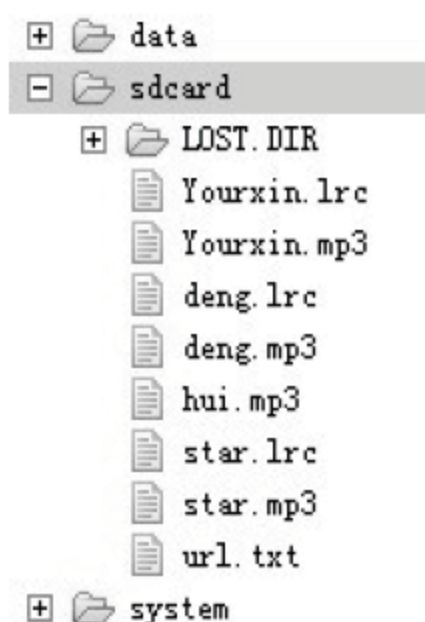 data
sdcard
LOST.DIR
Yourxin.lrc
Yourxin.mp3
deng.lrc
deng.mp3
hui.mp3
star.lrc
star.mp3
url.txt
system